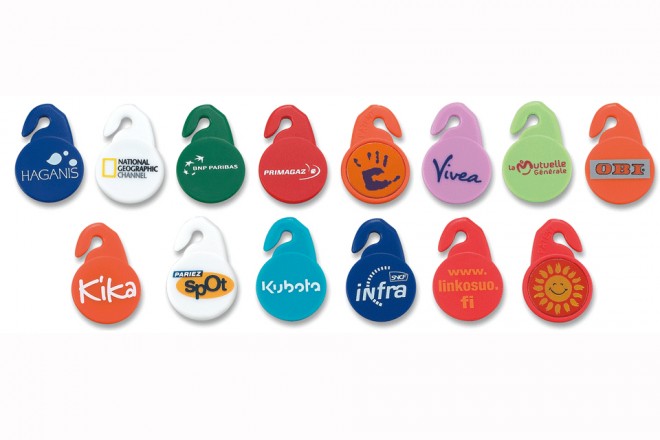 HAGANIS
NATIONAL
GEOGRAPHIC
CHANNEL
BNP PARIBAS
PRIMAGAZ
Vivea
La Mutuelle
Générale
OBI
Kika
PARIEZ
spOt
Kubota
SNCF
infra
www.
linkosuo.
fi